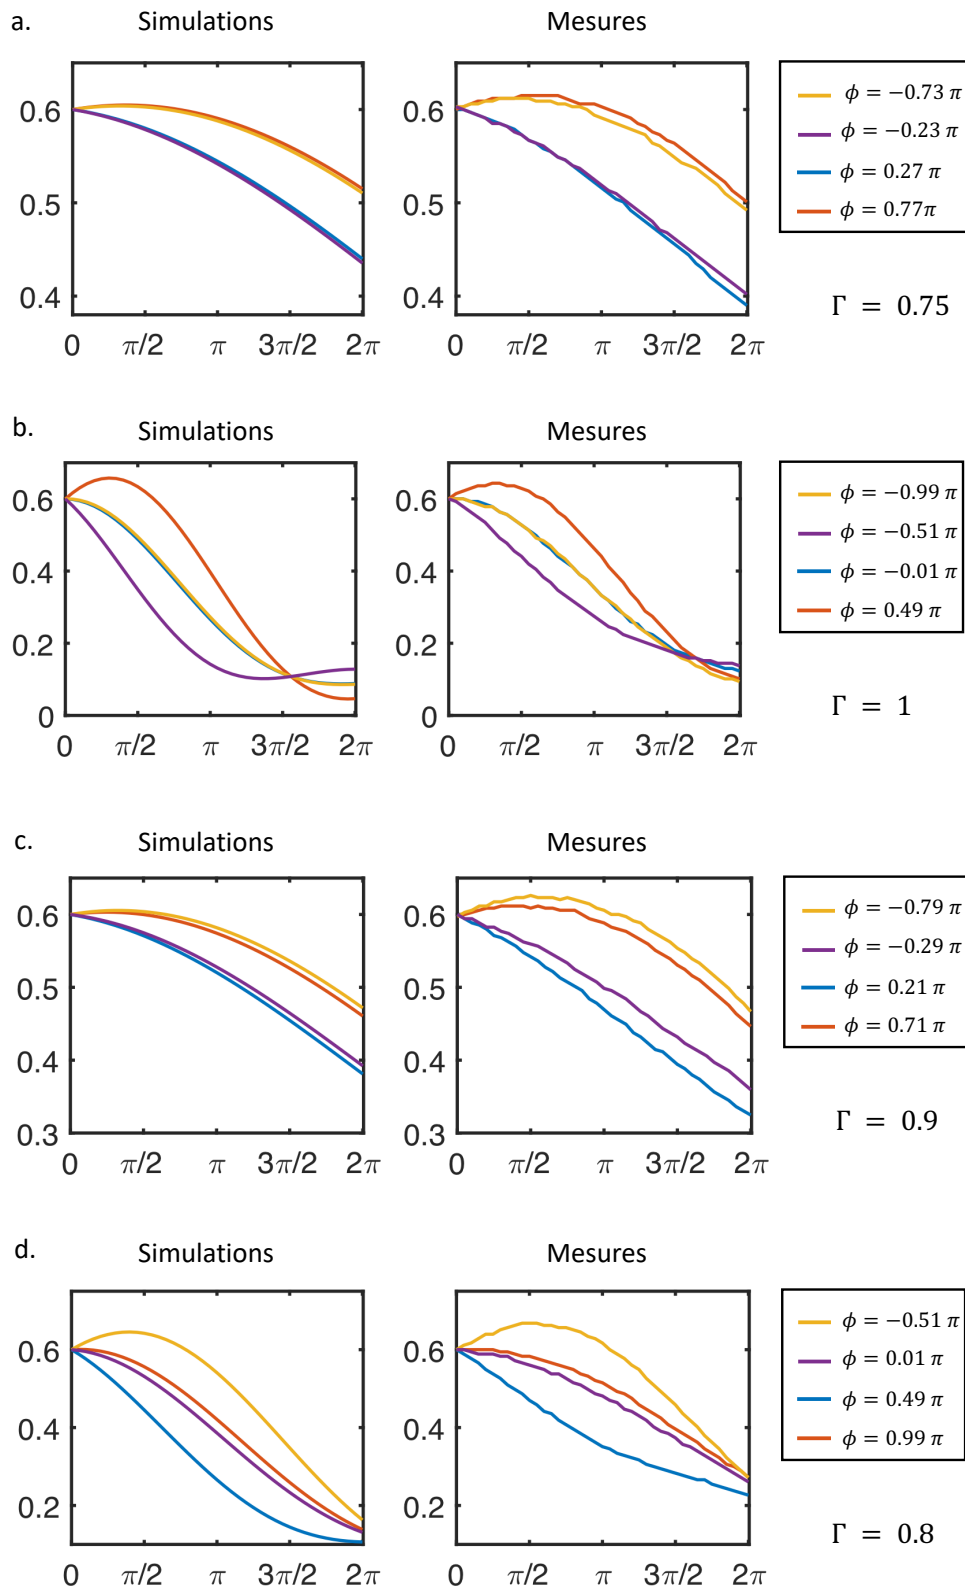 a.
Simulations
Mesures
0.6
0.5
0.4
0 π/2 π 3π/2 2π
0 π/2 π 3π/2 2π
ϕ = −0.73 π
ϕ = −0.23 π
ϕ = 0.27 π
ϕ = 0.77π
Γ = 0.75
b.
Simulations
Mesures
0.6
0.4
0.2
0
0 π/2 π 3π/2 2π
0.6
0.4
0.2
0
0 π/2 π 3π/2 2π
ϕ = −0.99 π
ϕ = −0.51 π
ϕ = −0.01 π
ϕ = 0.49 π
Γ = 1
c.
Simulations
Mesures
0.6
0.5
0.4
0.3
0 π/2 π 3π/2 2π
0.6
0.5
0.4
0.3
0 π/2 π 3π/2 2π
ϕ = −0.79 π
ϕ = −0.29 π
ϕ = 0.21 π
ϕ = 0.71 π
Γ = 0.9
d.
Simulations
Mesures
0.6
0.4
0.2
0 π/2 π 3π/2 2π
0.6
0.4
0.2
0 π/2 π 3π/2 2π
ϕ = −0.51 π
ϕ = 0.01 π
ϕ = 0.49 π
ϕ = 0.99 π
Γ = 0.8